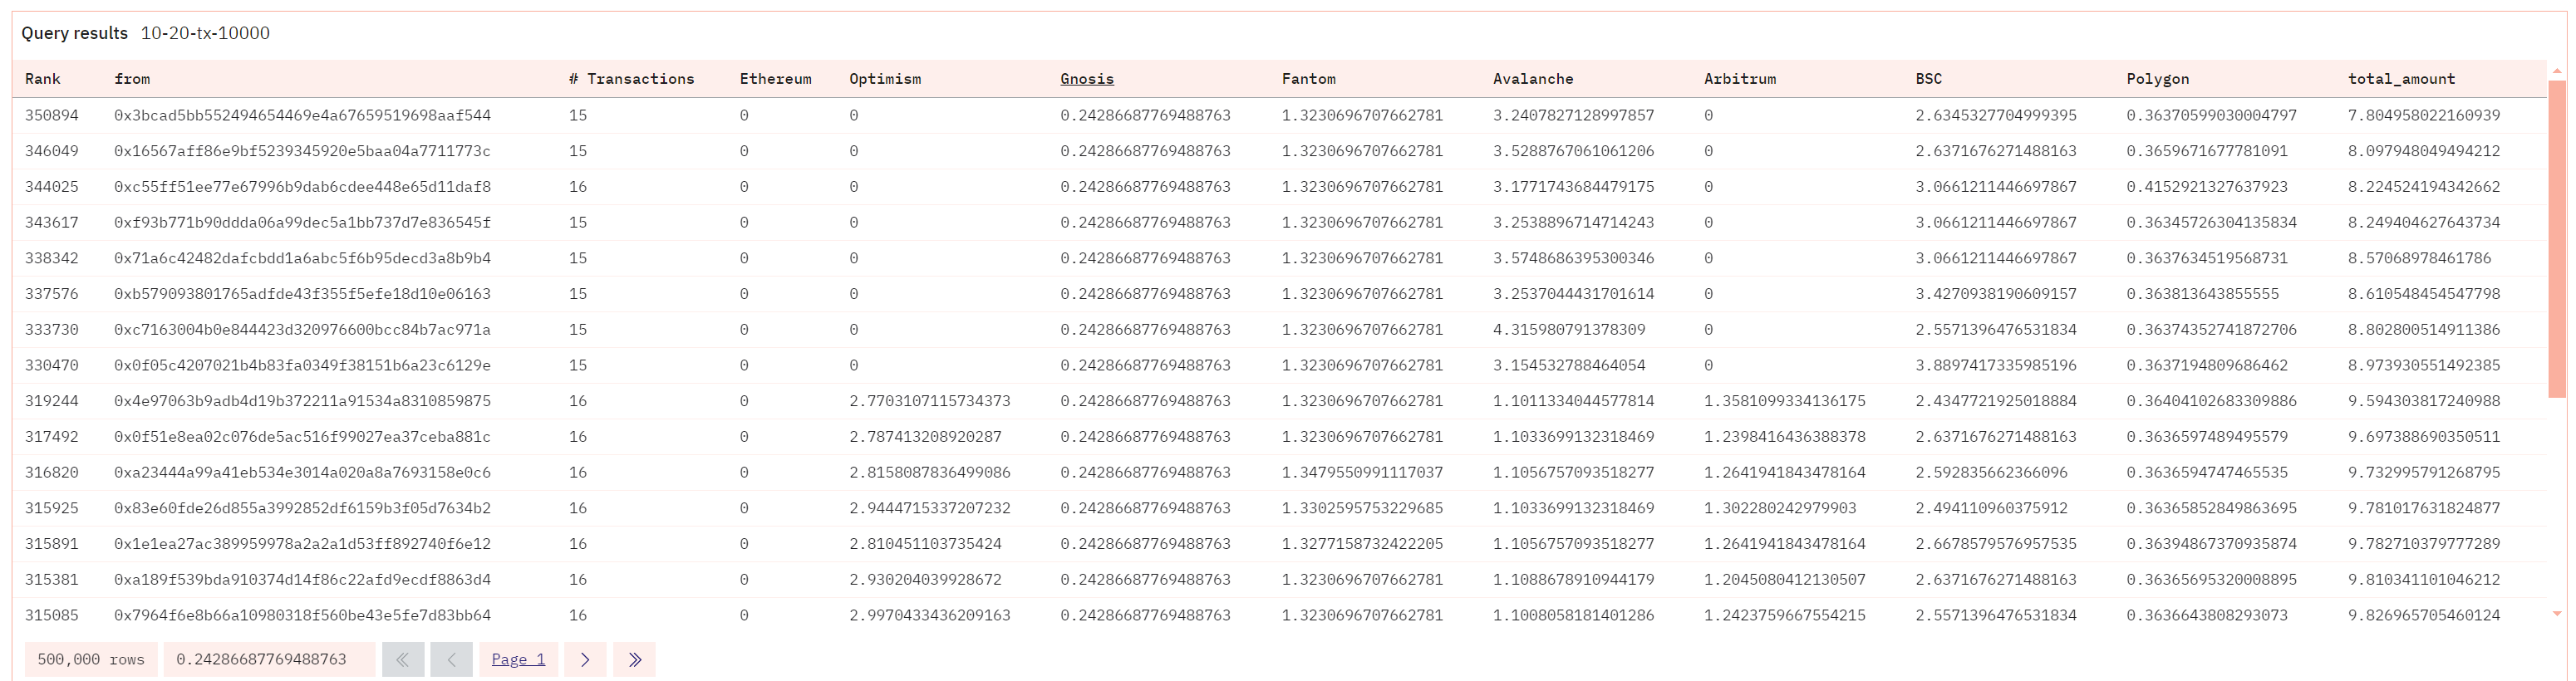 Query results 10-20-tx-10000
Rank from # Transactions Ethereum Optimism Gnosis Fantom Avalanche Arbitrum BSC Polygon total_amount
350894 0x3bcad5bb552494654469e4a67659519698aaf544 15 0 0 0.24286687769488763 1.3230696707662781 3.2407827128997857 0 2.6345327704999395 0.36370599030004797 7.804958022160939
346049 0x16567aff86e9bf5239345920e5baa04a7711773c 15 0 0 0.24286687769488763 1.3230696707662781 3.5288767061061206 0 2.6371676271488163 0.3659671677781091 8.097948049494212
344025 0xc55ff51ee77e67996b9dab6cdee448e65d11daf8 16 0 0 0.24286687769488763 1.3230696707662781 3.1771743684479175 0 3.0661211446697867 0.4152921327637923 8.224524194342662
343617 0xf93b771b90ddda06a99dec5a1bb737d7e836545f 15 0 0 0.24286687769488763 1.3230696707662781 3.2538896714714243 0 3.0661211446697867 0.36345726304135834 8.249404627643734
338342 0x71a6c42482dafcbdd1a6abc5f6b95decd3a8b9b4 15 0 0 0.24286687769488763 1.3230696707662781 3.5748686395300346 0 3.0661211446697867 0.3637634519568731 8.57068978461786
337576 0xb579093801765adfde43f355f5efe18d10e06163 15 0 0 0.24286687769488763 1.3230696707662781 3.2537044431701614 0 3.4270938190609157 0.363813643855555 8.610548454547798
333730 0xc7163004b0e844423d320976600bcc84b7ac971a 15 0 0 0.24286687769488763 1.3230696707662781 4.315980791378309 0 2.5571396476531834 0.36374352741872706 8.802800514911386
330470 0x0f05c4207021b4b83fa0349f38151b6a23c6129e 15 0 0 0.24286687769488763 1.3230696707662781 3.154532788464054 0 3.8897417335985196 0.3637194809686462 8.973930551492385
319244 0x4e97063b9adb4d19b372211a91534a8310859875 16 0 2.7703107115734373 0.24286687769488763 1.3230696707662781 1.1011334044577814 1.3581099334136175 2.4347721925018884 0.36404102683309886 9.594303817240988
317492 0x0f51e8ea02c076de5ac516f99027ea37ceba881c 16 0 2.787413208920287 0.24286687769488763 1.3230696707662781 1.1033699132318469 1.2398416436388378 2.6371676271488163 0.3636597489495579 9.697388690350511
316820 0xa23444a99a41eb534e3014a020a8a7693158e0c6 16 0 2.8158087836499086 0.24286687769488763 1.3479550991117037 1.1056757093518277 1.2641941843478164 2.592835662366096 0.3636594747465535 9.732995791268795
315925 0x83e60fde26d855a3992852df6159b3f05d7634b2 16 0 2.9444715337207232 0.24286687769488763 1.3302595753229685 1.1033699132318469 1.302280242979903 2.494110960375912 0.36365852849863695 9.781017631824877
315891 0x1e1ea27ac389959978a2a2a1d53ff892740f6e12 16 0 2.810451103735424 0.24286687769488763 1.3277158732422205 1.1056757093518277 1.2641941843478164 2.6678579576957535 0.36394867370935874 9.782710379777289
315381 0xa189f539bda910374d14f86c22afd9ecdf8863d4 16 0 2.930204039928672 0.24286687769488763 1.3230696707662781 1.1088678910944179 1.2045080412130507 2.6371676271488163 0.36365695320008895 9.810341101046212
315085 0x7964f6e8b66a10980318f560be43e5fe7d83bb64 16 0 2.9970433436209163 0.24286687769488763 1.3230696707662781 1.1008058181401286 1.2423759667554215 2.5571396476531834 0.3636643808293073 9.826965705460124
500,000 rows 0.24286687769488763 Page 1